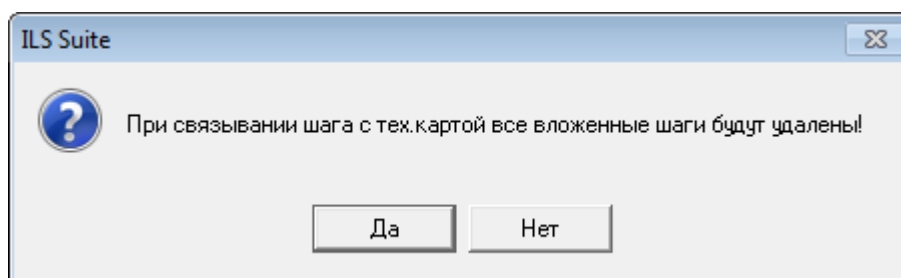 ILS Suite
При связывании шага с тех.картой все вложенные шаги будут удалены!
Да
Нет